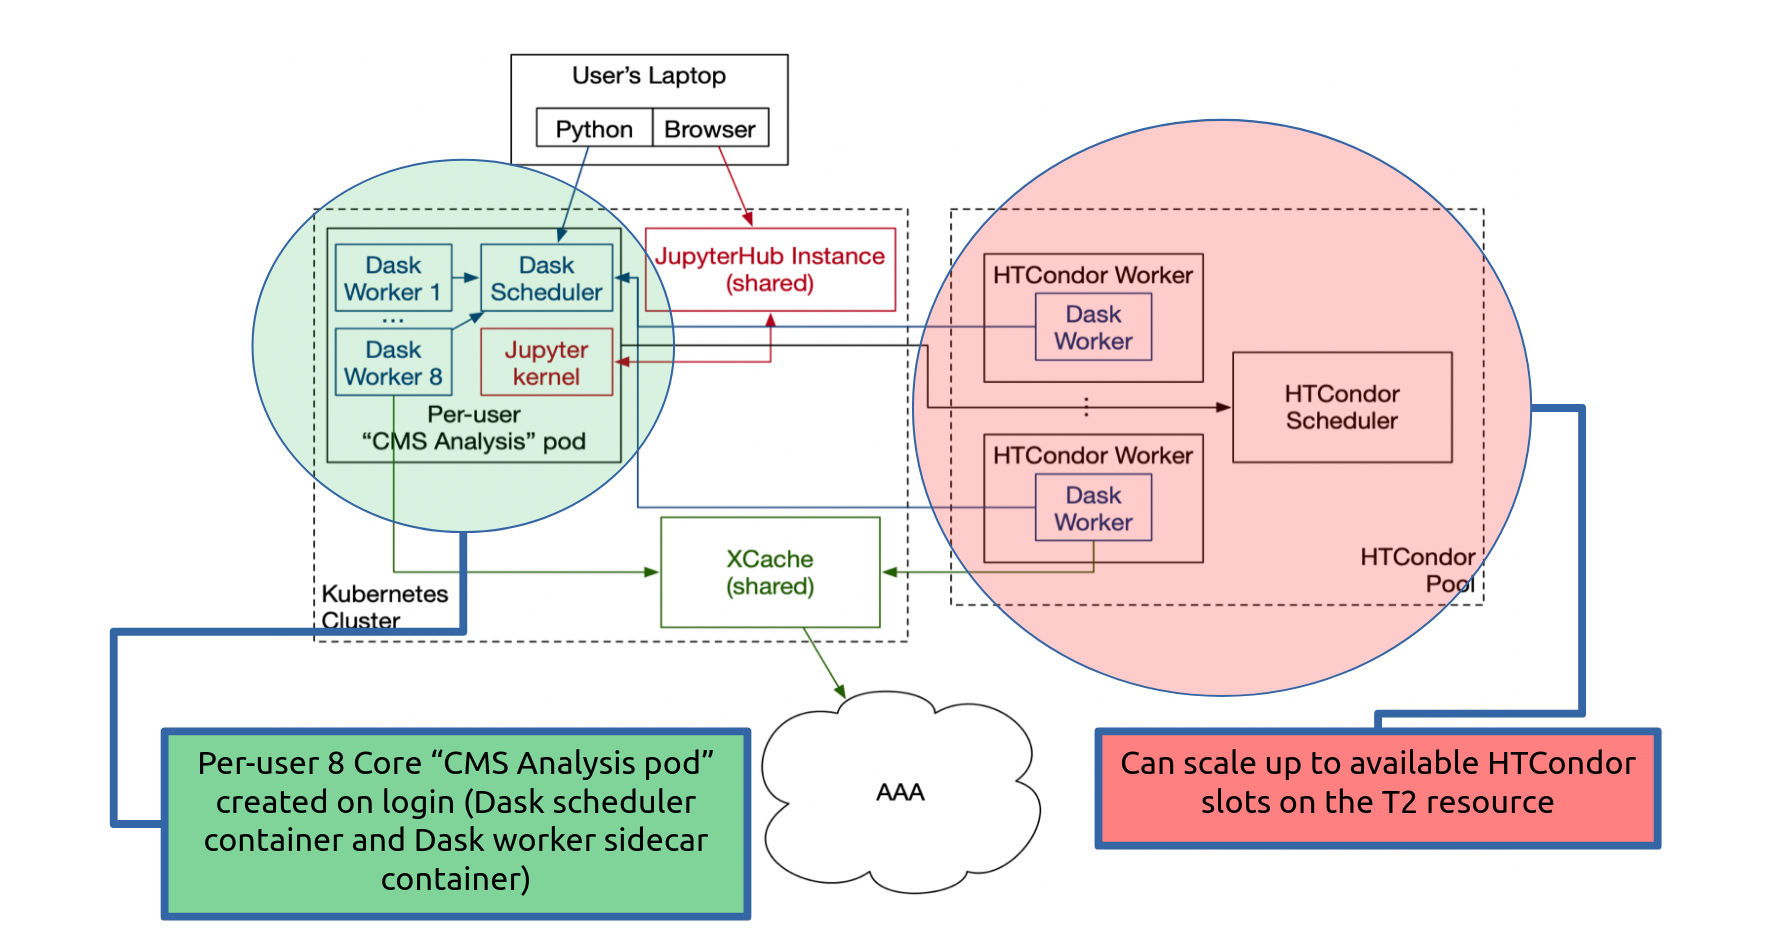 User's Laptop
Python
Browser
Dask
Worker 1
...
Dask
Worker 8
Dask
Scheduler
Jupyter
kernel
Per-user
“CMS Analysis” pod
JupyterHub Instance
(shared)
XCache
(shared)
Kubernetes
Cluster
HTCondor Worker
Dask
Worker
...
HTCondor Worker
Dask
Worker
HTCondor
Scheduler
HTCondor
Pool
AAA
Per-user 8 Core “CMS Analysis pod”
created on login (Dask scheduler
container and Dask worker sidecar
container)
Can scale up to available HTCondor
slots on the T2 resource